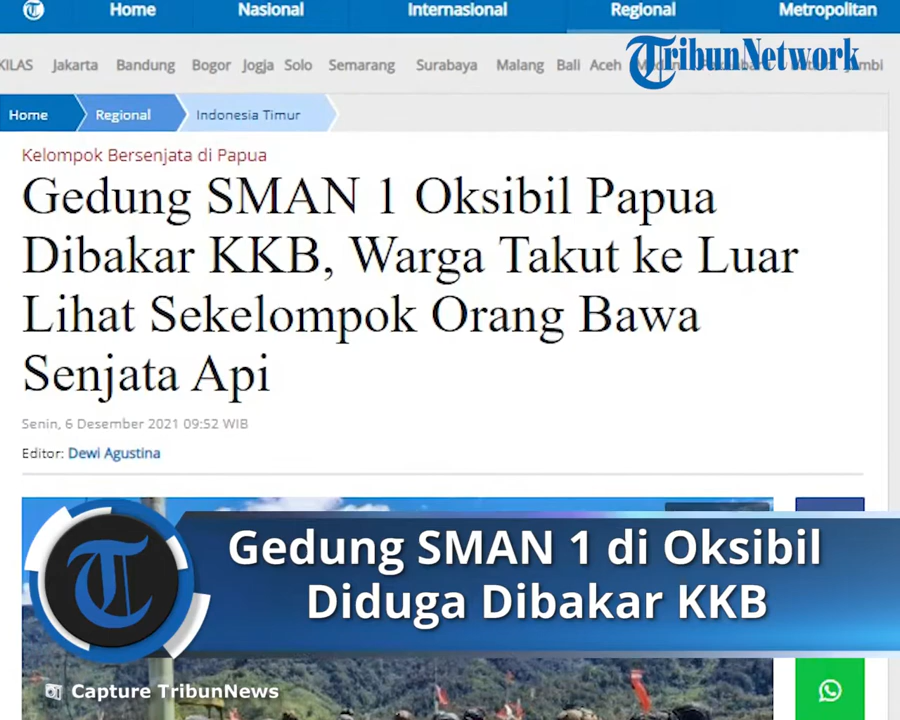 Home Nasional Internasional Regional Metropolitan
KILAS Jakarta Bandung Bogor Jogja Solo Semarang Surabaya Malang Bali Aceh
TribunNetwork
Home Regional Indonesia Timur
Kelompok Bersenjata di Papua
Gedung SMAN 1 Oksibil Papua
Dibakar KKB, Warga Takut ke Luar
Lihat Sekelompok Orang Bawa
Senjata Api
Senin, 6 Desember 2021 09:52 WIB
Editor: Dewi Agustina
Gedung SMAN 1 di Oksibil
Diduga Dibakar KKB
Capture TribunNews